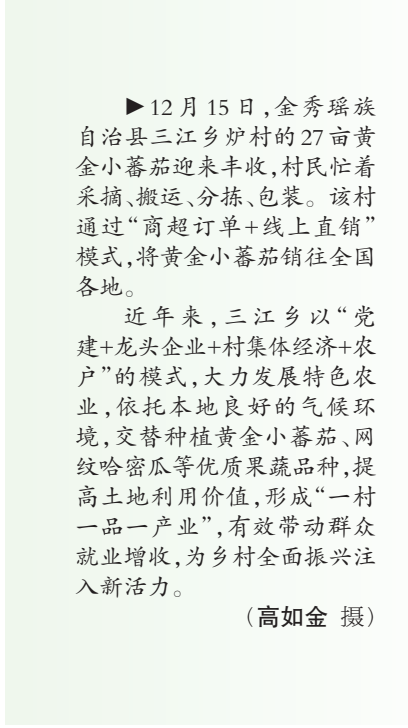 ▶12月15日,金秀瑶族
自治县三江乡炉村的27亩黄
金小蕃茄迎来丰收,村民忙着
采摘、搬运、分拣、包装。该村
通过“商超订单+线上直销”
模式,将黄金小蕃茄销往全国
各地。
近年来,三江乡以“党
建+龙头企业+村集体经济+农
户”的模式,大力发展特色农
业,依托本地良好的气候环
境,交替种植黄金小蕃茄、网
纹哈密瓜等优质果蔬品种,提
高土地利用价值,形成“一村
一品一产业”,有效带动群众
就业增收,为乡村全面振兴注
入新活力。
(高如金 摄)